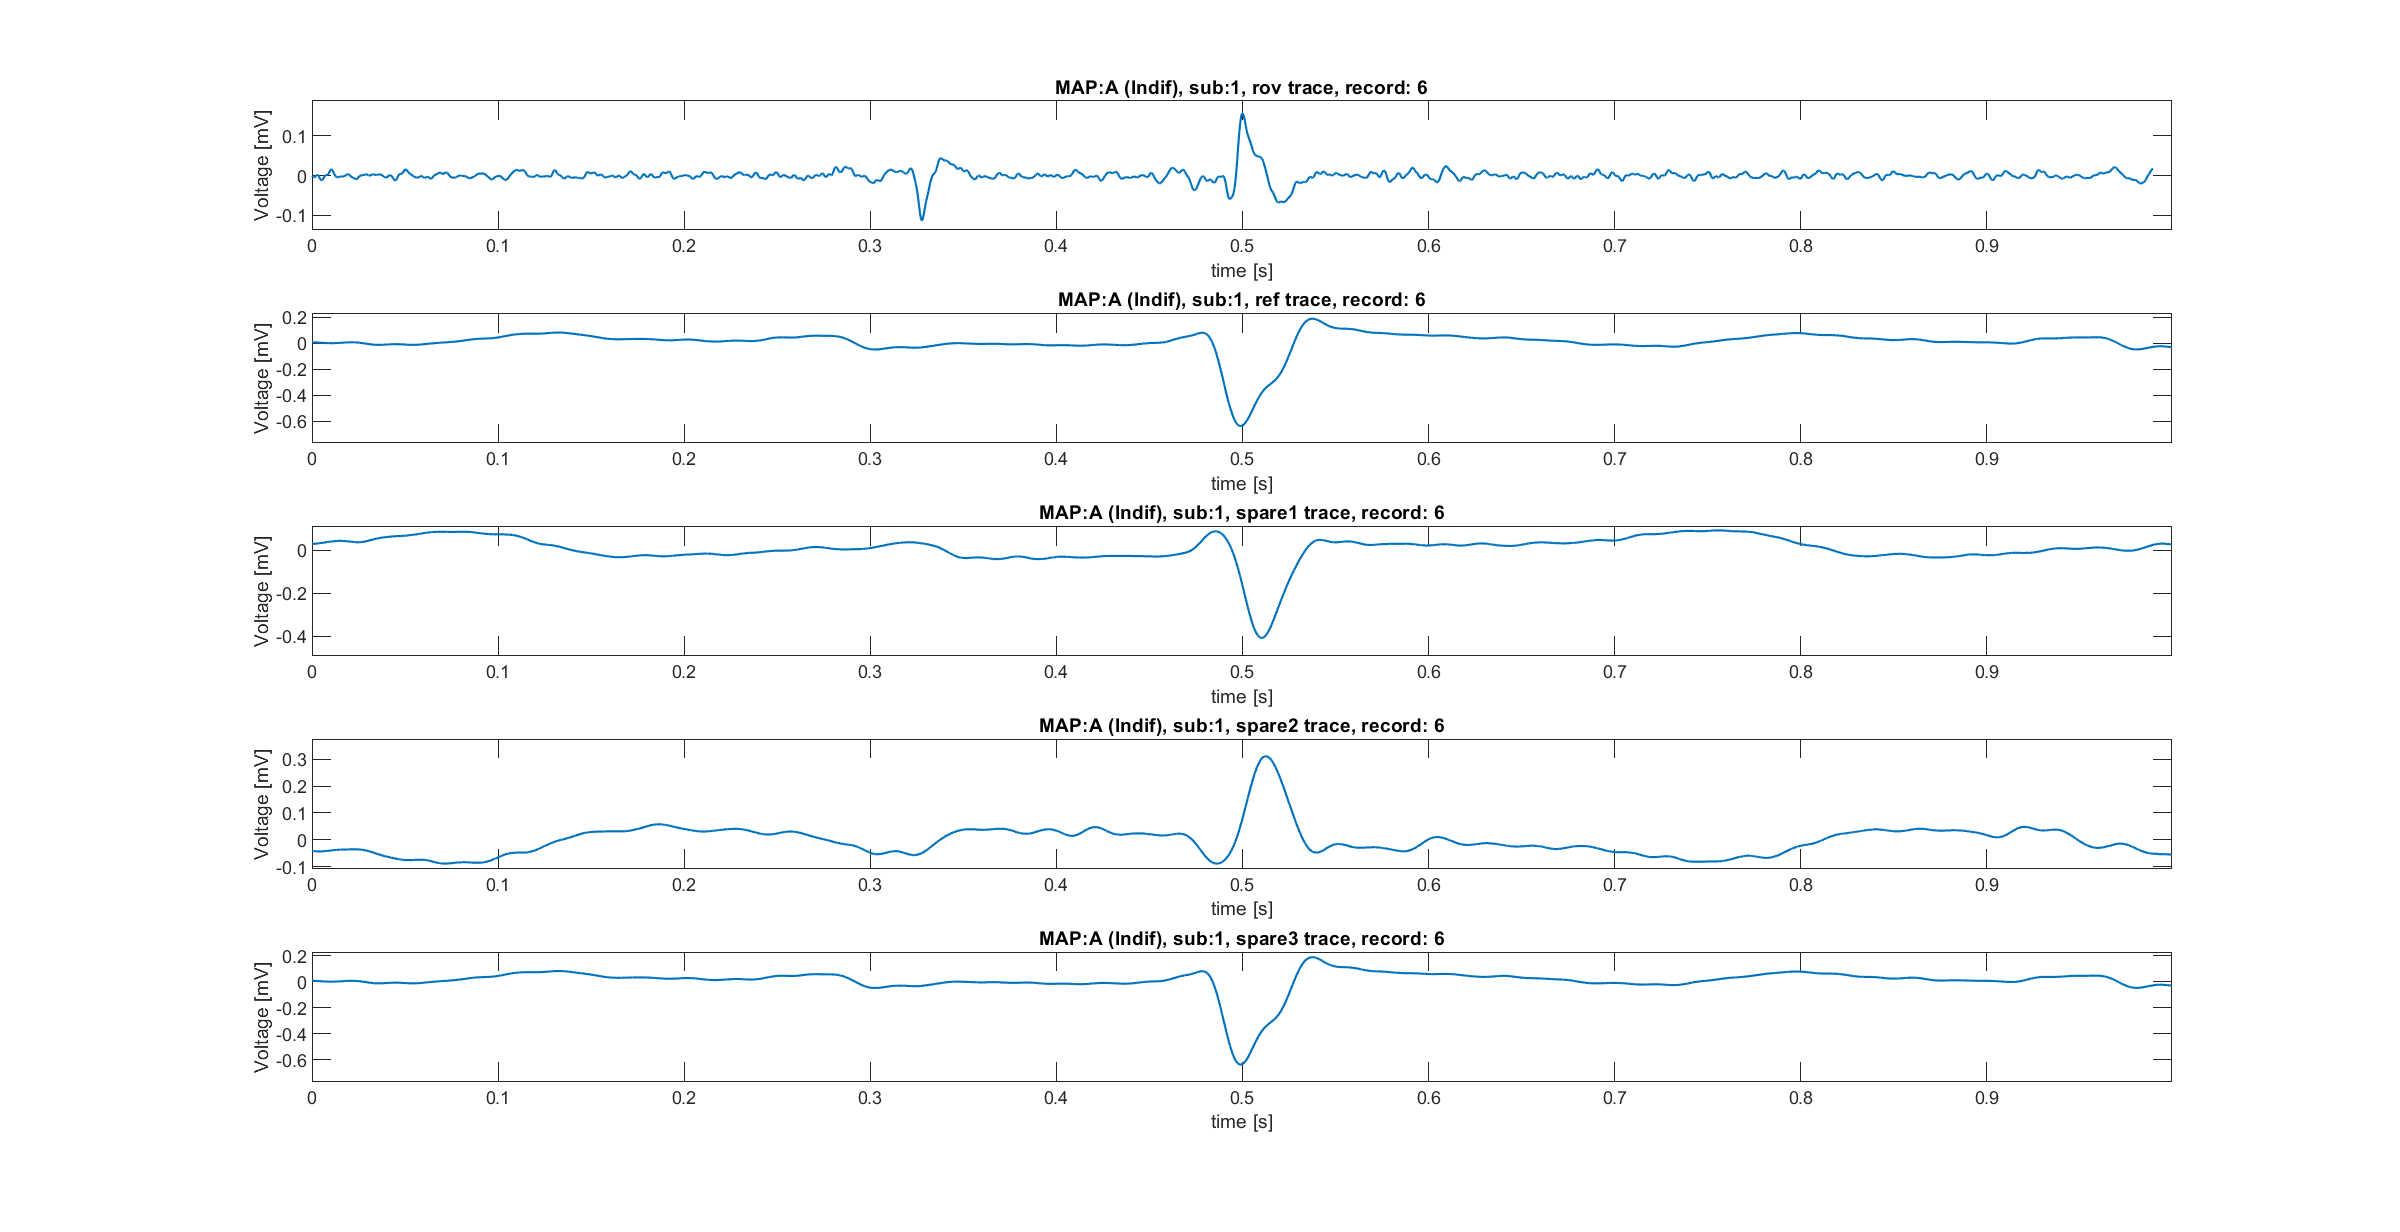 MAP:A (Indif), sub:1, rov trace, record: 6
Voltage [mV]
0.1
0
-0.1
0 0.1 0.2 0.3 0.4 0.5 0.6 0.7 0.8 0.9
time [s]
MAP:A (Indif), sub:1, ref trace, record: 6
Voltage [mV]
0.2
0
-0.2
-0.4
-0.6
0 0.1 0.2 0.3 0.4 0.5 0.6 0.7 0.8 0.9
time [s]
MAP:A (Indif), sub:1, spare1 trace, record: 6
Voltage [mV]
0
-0.2
-0.4
0 0.1 0.2 0.3 0.4 0.5 0.6 0.7 0.8 0.9
time [s]
MAP:A (Indif), sub:1, spare2 trace, record: 6
Voltage [mV]
0.3
0.2
0.1
0
-0.1
0 0.1 0.2 0.3 0.4 0.5 0.6 0.7 0.8 0.9
time [s]
MAP:A (Indif), sub:1, spare3 trace, record: 6
Voltage [mV]
0.2
0
-0.2
-0.4
-0.6
0 0.1 0.2 0.3 0.4 0.5 0.6 0.7 0.8 0.9
time [s]